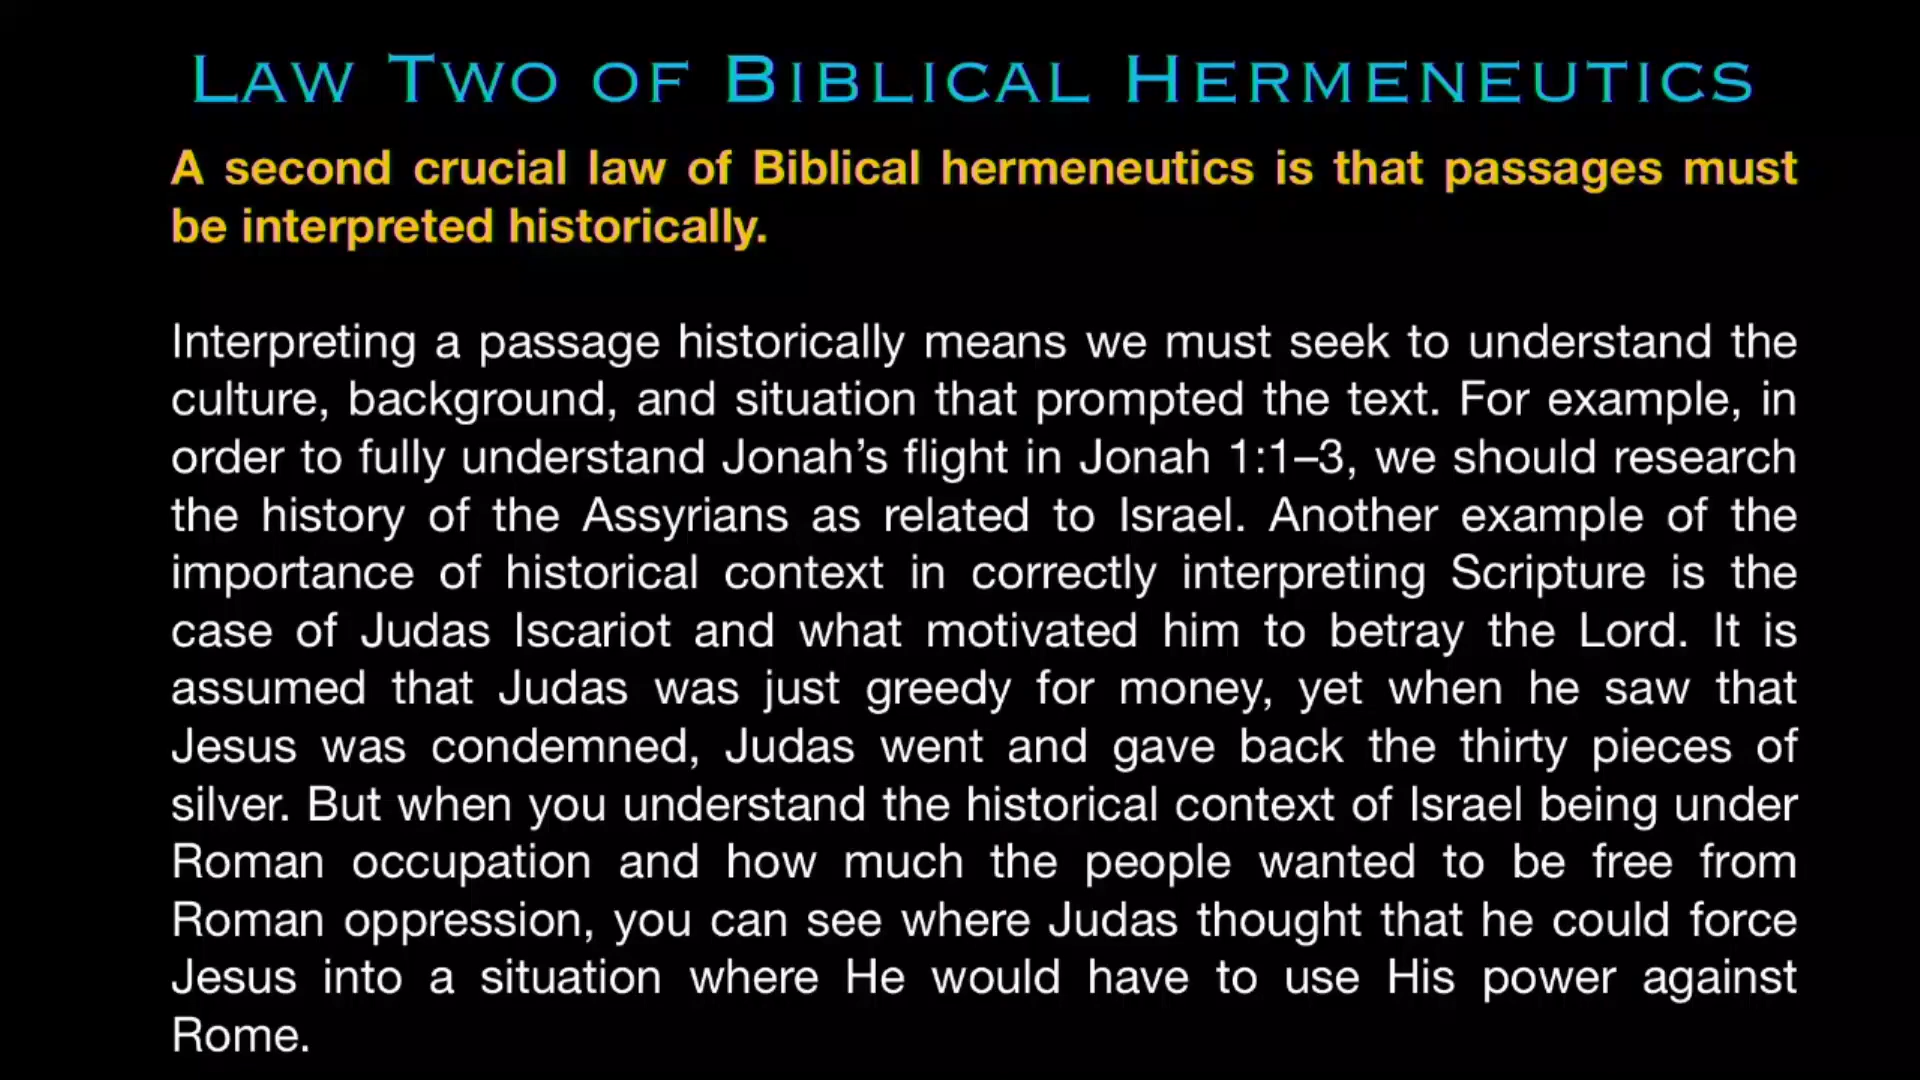 LAW TWO OF BIBLICAL HERMENEUTICS
A second crucial law of Biblical hermeneutics is that passages must
be interpreted historically.
Interpreting a passage historically means we must seek to understand the
culture, background, and situation that prompted the text. For example, in
order to fully understand Jonah’s flight in Jonah 1:1–3, we should research
the history of the Assyrians as related to Israel. Another example of the
importance of historical context in correctly interpreting Scripture is the
case of Judas Iscariot and what motivated him to betray the Lord. It is
assumed that Judas was just greedy for money, yet when he saw that
Jesus was condemned, Judas went and gave back the thirty pieces of
silver. But when you understand the historical context of Israel being under
Roman occupation and how much the people wanted to be free from
Roman oppression, you can see where Judas thought that he could force
Jesus into a situation where He would have to use His power against
Rome.